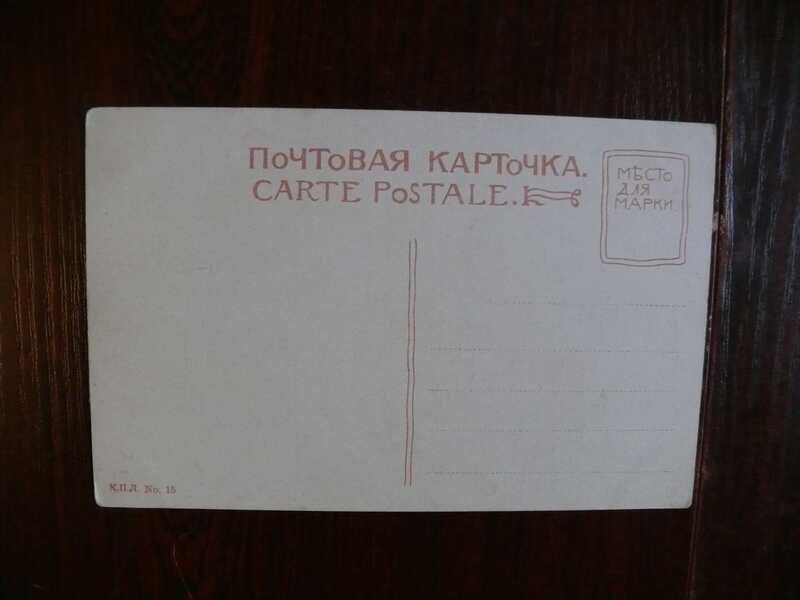 ПОЧТОВАЯ КАРТОЧКА.
CARTE POSTALE.
МѢСТО
ДЛЯ
МАРКИ.
К.П.Л. No. 15